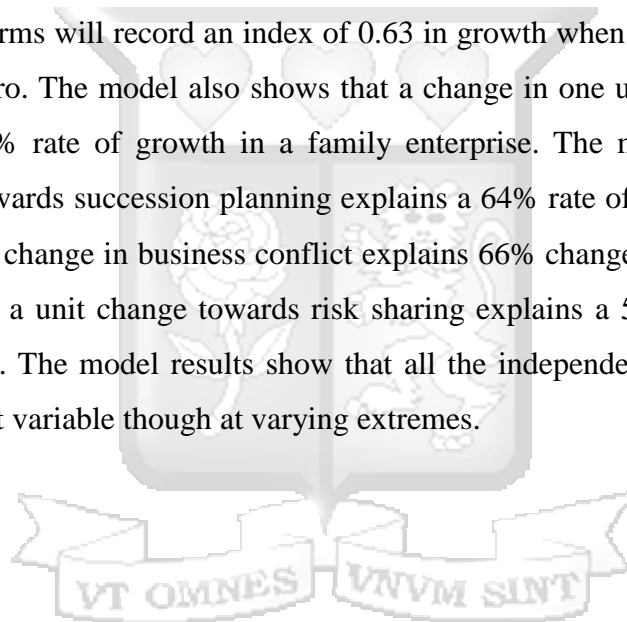 rms will record an index of 0.63 in growth when
ro. The model also shows that a change in one u
% rate of growth in a family enterprise. The
wards succession planning explains a 64% rate of
change in business conflict explains 66% change
a unit change towards risk sharing explains a
. The model results show that all the independe
t variable though at varying extremes.
VT OMNES VNVM SINT